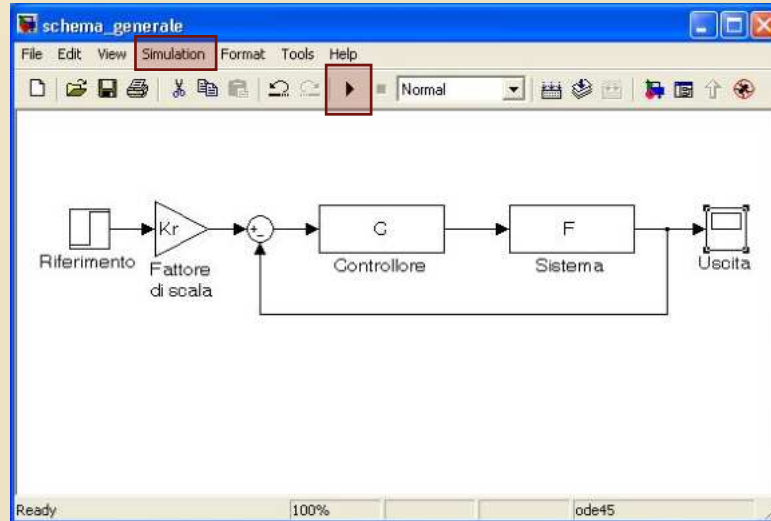 schema_generale
File Edit View Simulation Format Tools Help
Normal
Kr
+
-
G
F
Riferimento
Fattore
di scala
Controllore
Sistema
Uscita
Ready 100% ode45